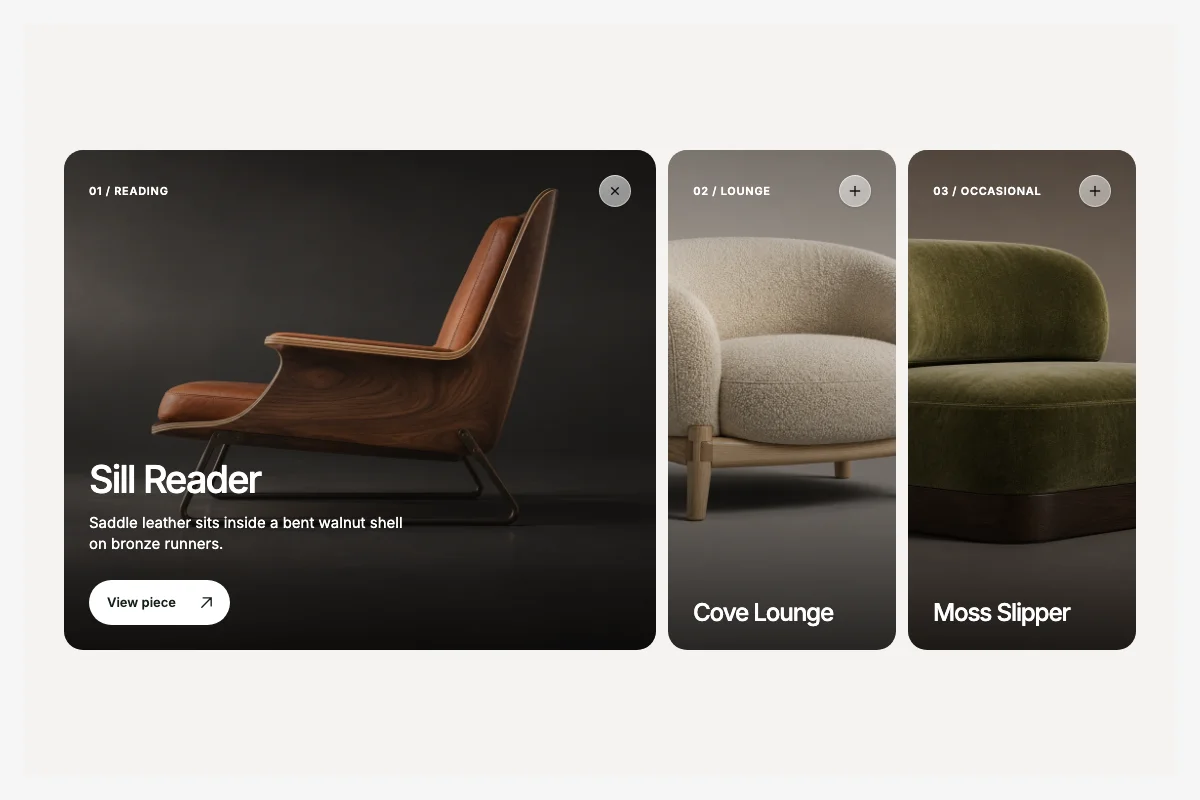 01 / READING
Sill Reader
Saddle leather sits inside a bent walnut shell
on bronze runners.
View piece
02 / LOUNGE
Cove Lounge
03 / OCCASIONAL
Moss Slipper